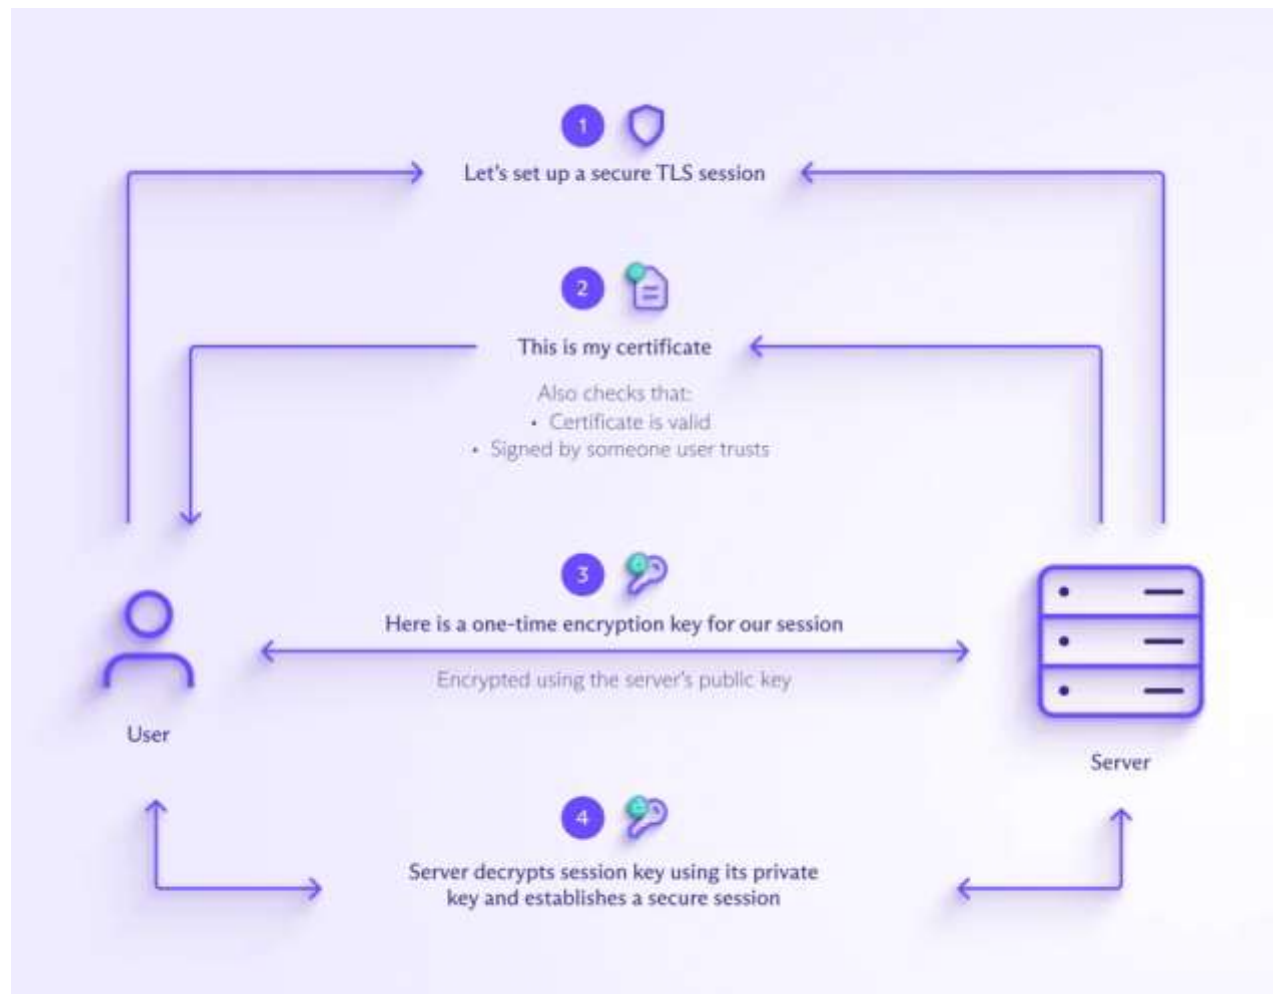 1
Let's set up a secure TLS session
2
This is my certificate
Also checks that:
• Certificate is valid
• Signed by someone user trusts
3
Here is a one-time encryption key for our session
Encrypted using the server's public key
User
Server
4
Server decrypts session key using its private
key and establishes a secure session